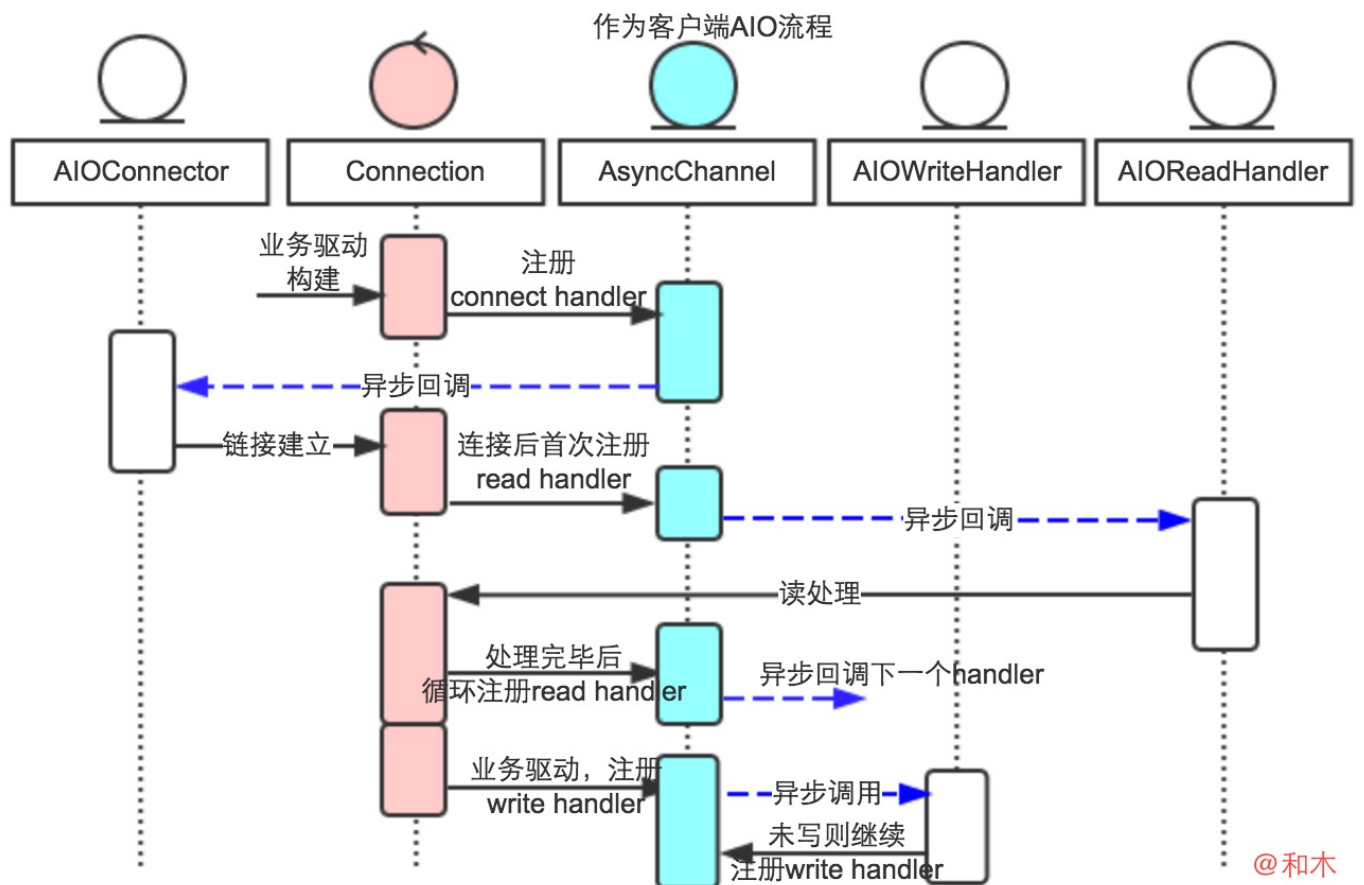 作为客户端AIO流程
AIOConnector
Connection
AsyncChannel
AIOWriteHandler
AIOReadHandler
业务驱动
构建
注册
connect handler
异步回调
链接建立
连接后首次注册
read handler
异步回调
读处理
处理完毕后
循环注册read handler
异步回调下一个handler
业务驱动，注册
write handler
异步调用
未写则继续
注册write handler
@和木